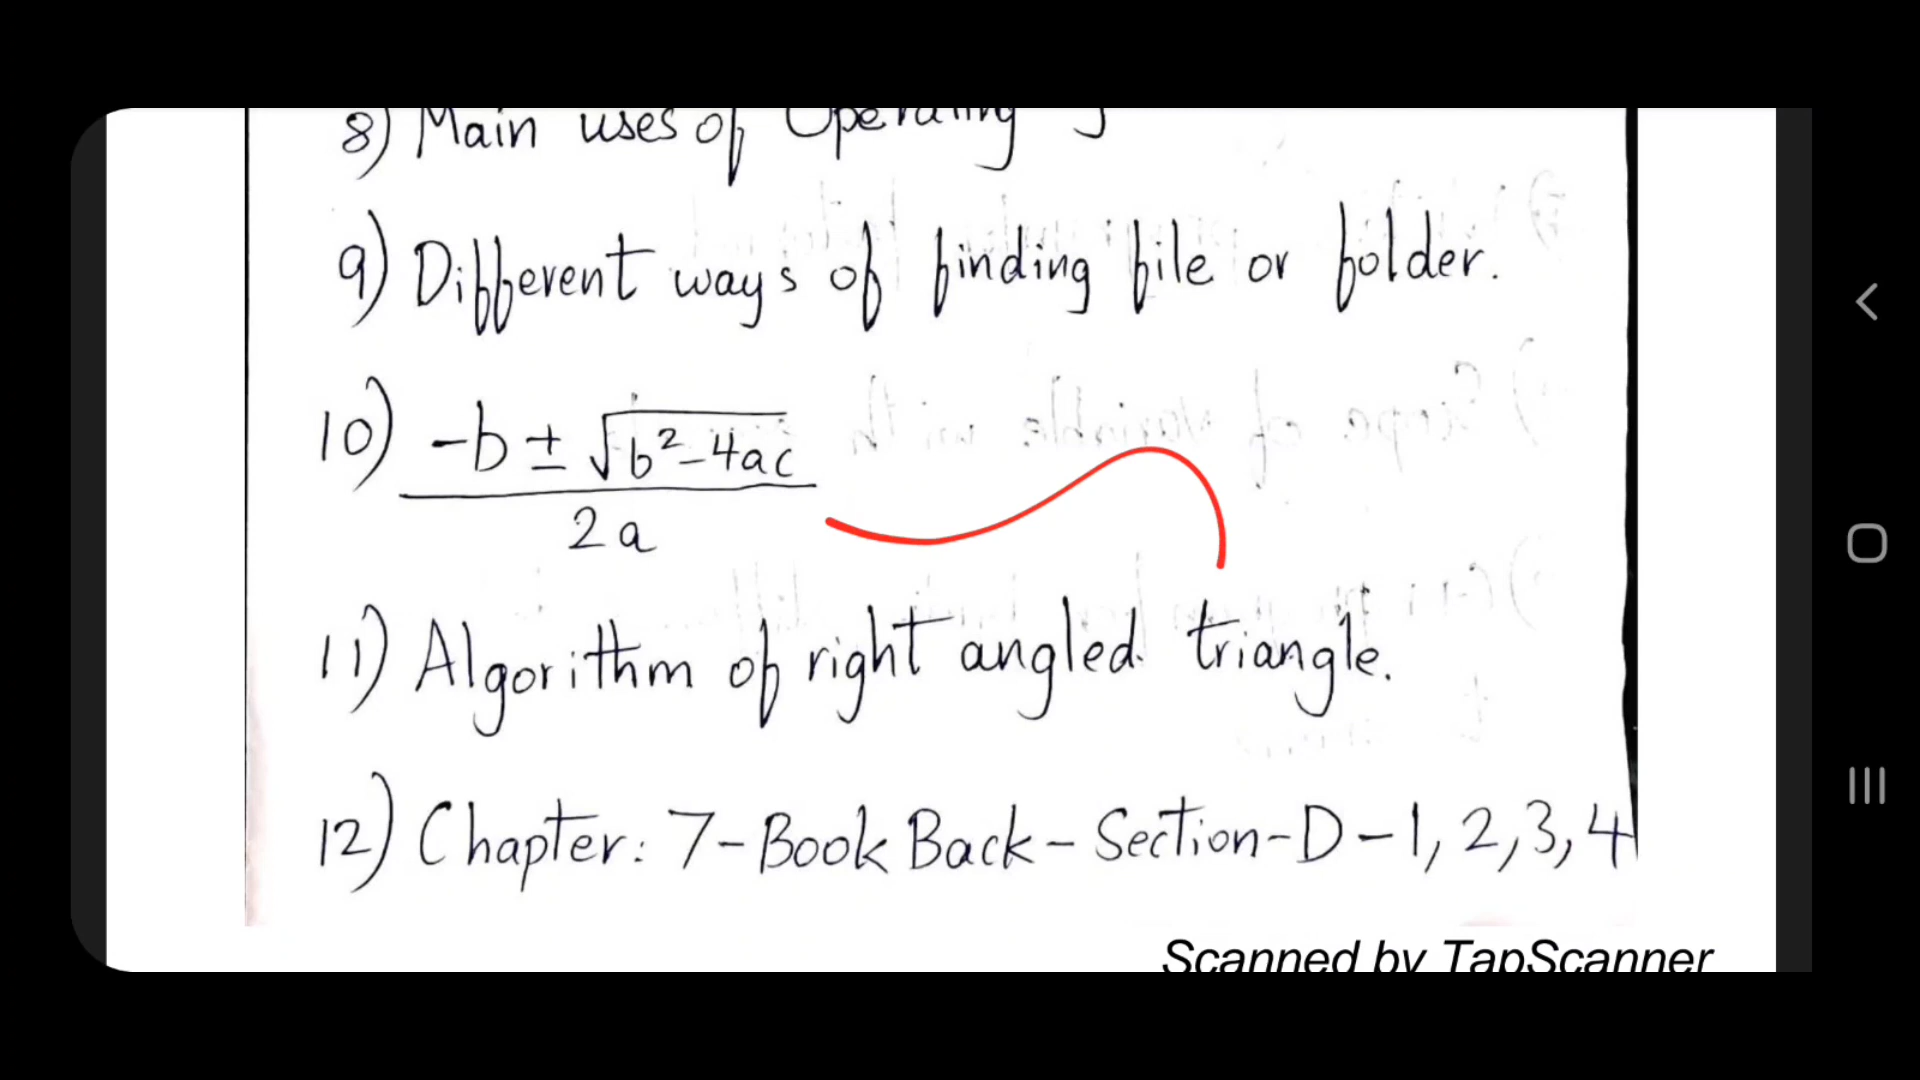 8) Main uses of Operating
9) Different ways of finding file or folder.
10) -b ± √b²-4ac
2a
11) Algorithm of right angled triangle.
12) Chapter: 7-Book Back-Section-D-1, 2, 3, 4
Scanned by TapScanner